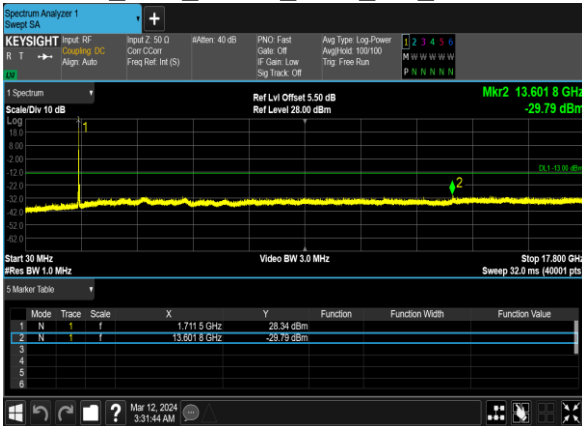 Spectrum Analyzer 1
Swept SA
KEYSIGHT Input: RF Input Z: 50 Ω #Atten: 40 dB PNO: Fast Avg Type: Log-Power 1 2 3 4 5 6
R T Coupling: DC Corr CCorr Gate: Off Avg|Hold: 100/100 M W W W W W
Align: Auto Freq Ref: Int (S) IF Gain: Low Trig: Free Run
LU Sig Track: Off P N N N N N
1 Spectrum Ref Lvl Offset 5.50 dB Mkr2 13.601 8 GHz
Scale/Div 10 dB Ref Level 28.00 dBm -29.79 dBm
Log
18.0 1
8.00
-2.00
-12.0 DL1 -13.00 dBm
-22.0 2
-32.0
-42.0
-52.0
-62.0
Start 30 MHz Video BW 3.0 MHz Stop 17.800 GHz
#Res BW 1.0 MHz Sweep 32.0 ms (40001 pts
5 Marker Table
Mode Trace Scale X Y Function Function Width Function Value
1 N 1 f 1.711 5 GHz 28.34 dBm
2 N 1 f 13.601 8 GHz -29.79 dBm
3
4
5
6
? Mar 12, 2024
3:31:44 AM